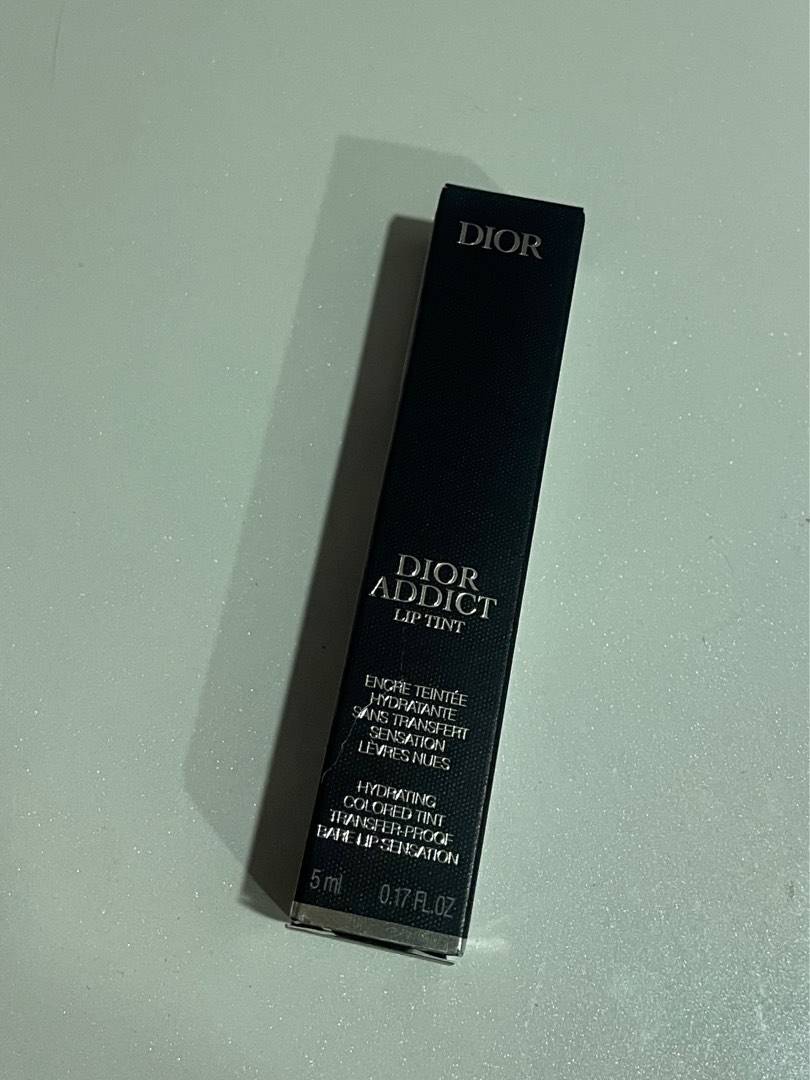 DIOR
DIOR
ADDICT
LIP TINT
ENCRE TEINTÉE
HYDRATANTE
SANS TRANSFERT
SENSATION
LÈVRES NUES
HYDRATING
COLORED TINT
TRANSFER-PROOF
BARE LIP SENSATION
5 ml 0.17 FL.OZ